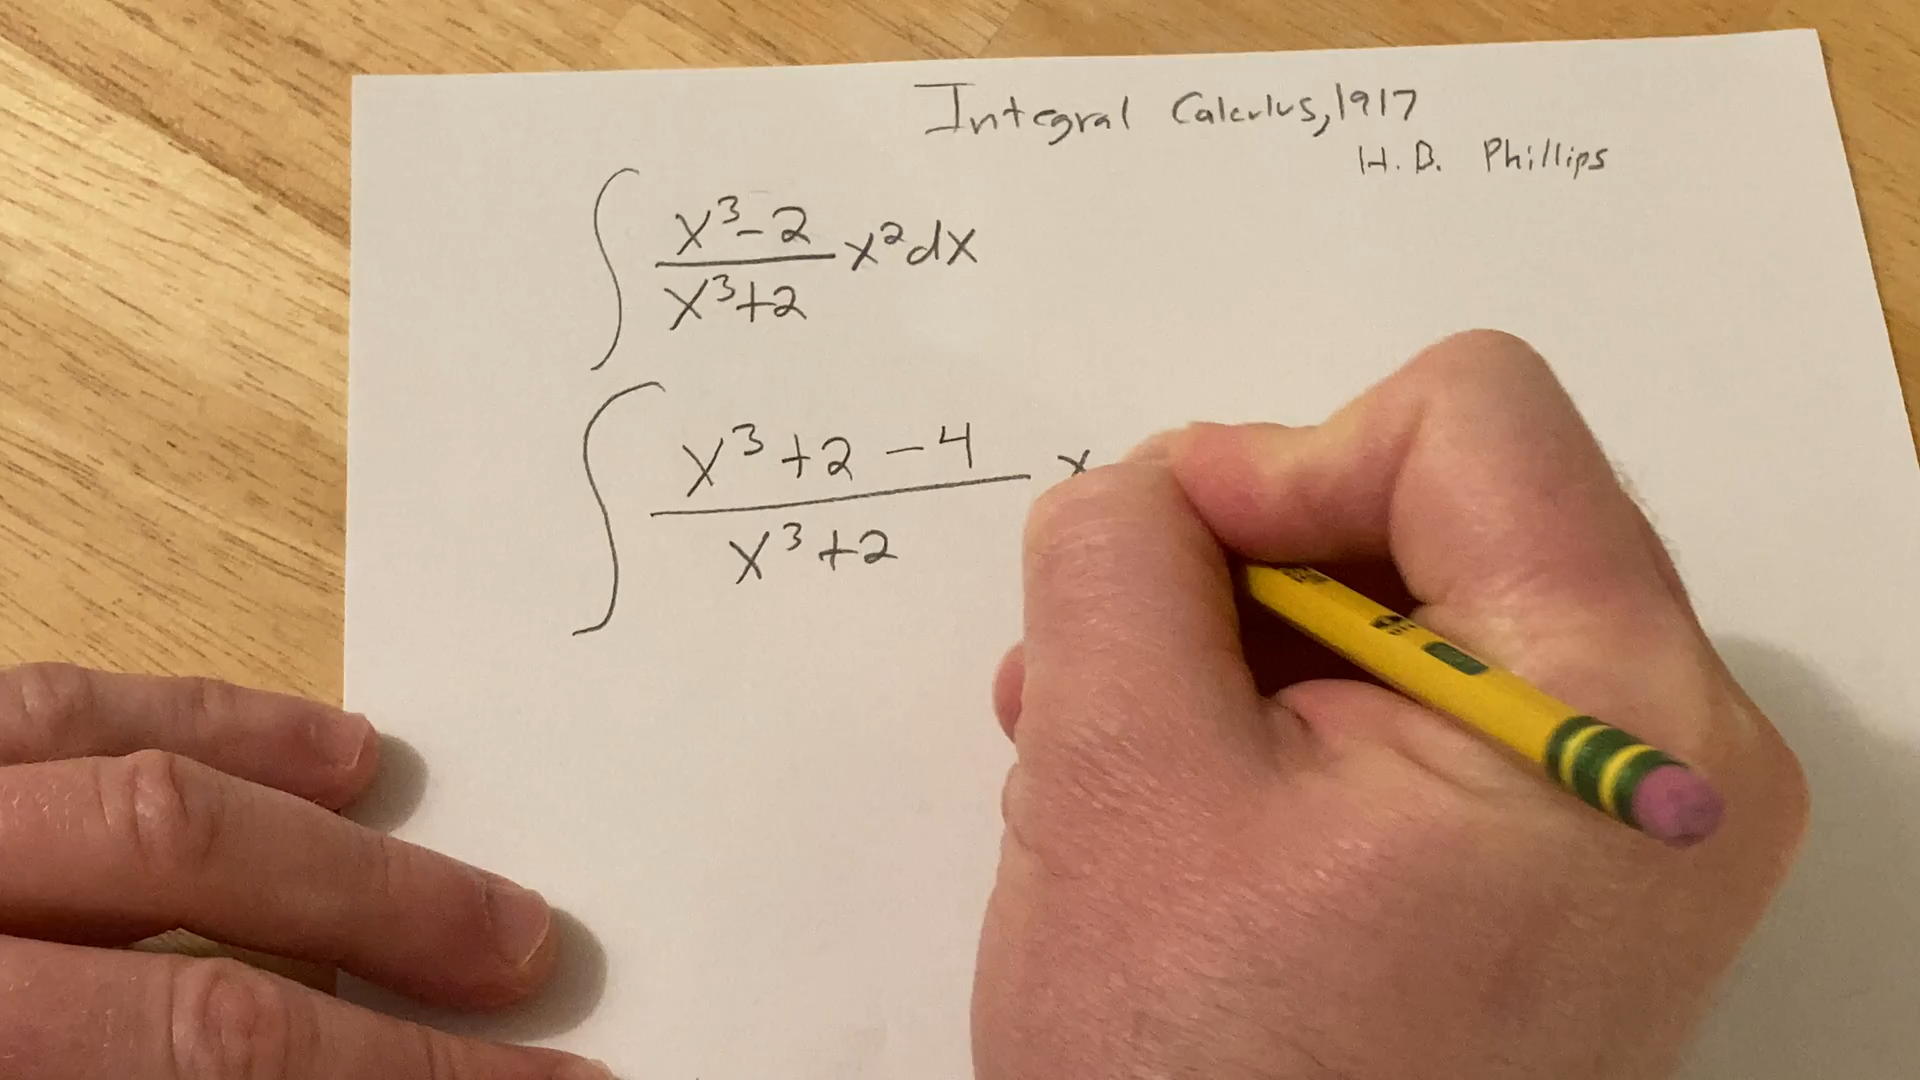 Integral Calculus, 1917
H. B. Phillips
∫ (x³-2)/(x³+2) x²dx
∫ (x³+2-4)/(x³+2) x